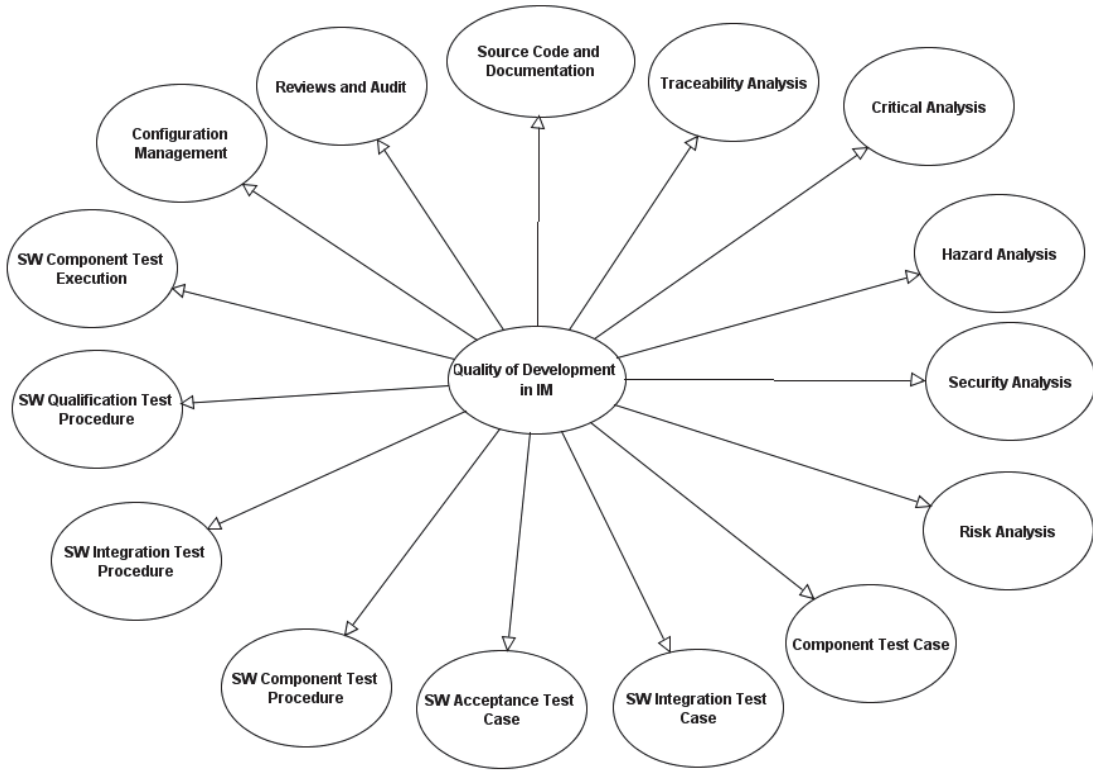 Source Code and
Documentation
Reviews and Audit
Traceability Analysis
Critical Analysis
Configuration
Management
Hazard Analysis
SW Component Test
Execution
Quality of Development
in IM
Security Analysis
SW Qualification Test
Procedure
Risk Analysis
SW Integration Test
Procedure
Component Test Case
SW Component Test
Procedure
SW Acceptance Test
Case
SW Integration Test
Case